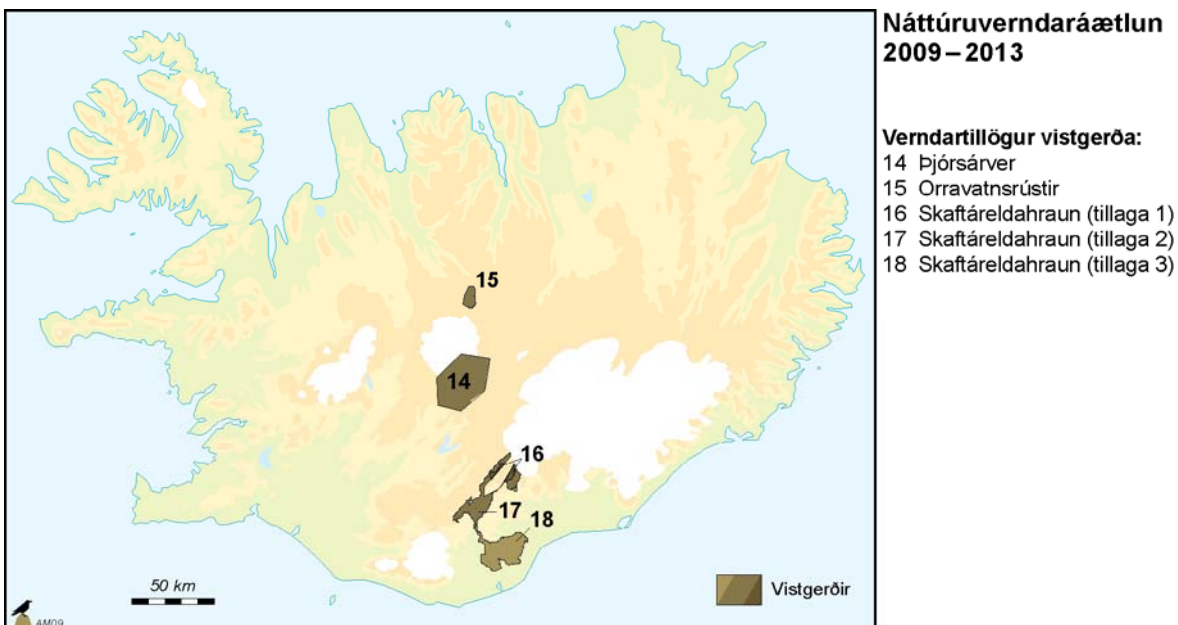 Náttúruverndaráætlun
2009 – 2013
Verndartillögur vistgerða:
14 Þjórsárver
15 Orravatnsrústir
16 Skaftáreldahraun (tillaga 1)
17 Skaftáreldahraun (tillaga 2)
18 Skaftáreldahraun (tillaga 3)
15
14
16
17
18
50 km
Vistgerðir
AM09